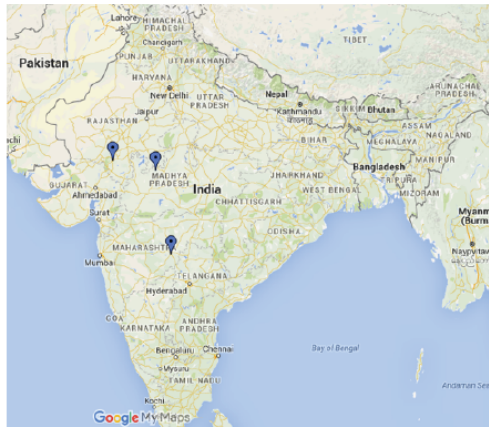 Lahore
HIMACHAL
PRADESH
Chandigarh
PUNJAB
UTTARAKHAND
TIBET
Pakistan
HARYANA
New Delhi
UTTAR
PRADESH
Nepal
Kathmandu
SIKKIM
Bhutan
ARUNACHAL
PRADESH
Jaipur
RAJASTHAN
ASSAM
NAGALAND
MEGHALAYA
BIHAR
MANIPUR
Bangladesh
TRIPURA
MIZORAM
JHARKHAND
WEST BENGAL
GUJARAT
Ahmedabad
MADHYA
PRADESH
India
CHHATTISGARH
Surat
ODISHA
Myanm
(Burm
Naypyitaw
MAHARASHTRA
Mumbai
TELANGANA
Hyderabad
GOA
KARNATAKA
ANDHRA
PRADESH
Bay of Bengal
Bengaluru
Chennai
Mysuru
TAMIL NADU
Andaman Sea
Kochi
Google My Maps